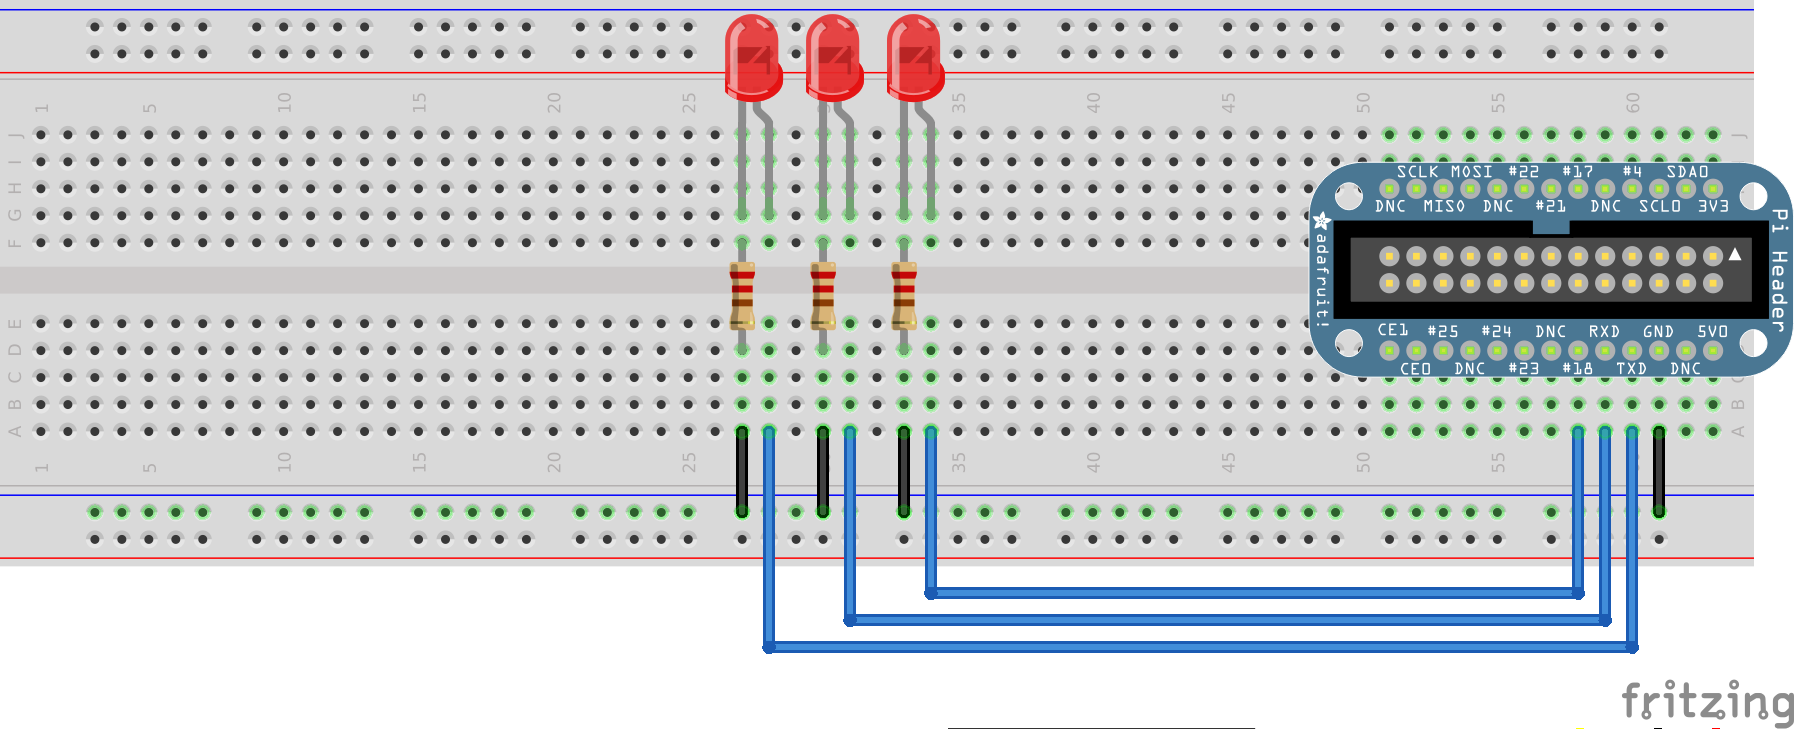 1 5 10 15 20 25 35 40 45 50 55 60
J J
I
H
G
F
SCLK MOSI #22 #17 #4 SDA0
DNC MISO DNC #21 DNC SCL0 3V3
adafruit!
Pi Header
CE1 #25 #24 DNC RXD GND 5V0
CE0 DNC #23 #18 TXD DNC
E
D
C
B B
A A
1 5 10 15 20 25 35 40 45 50 55
fritzing